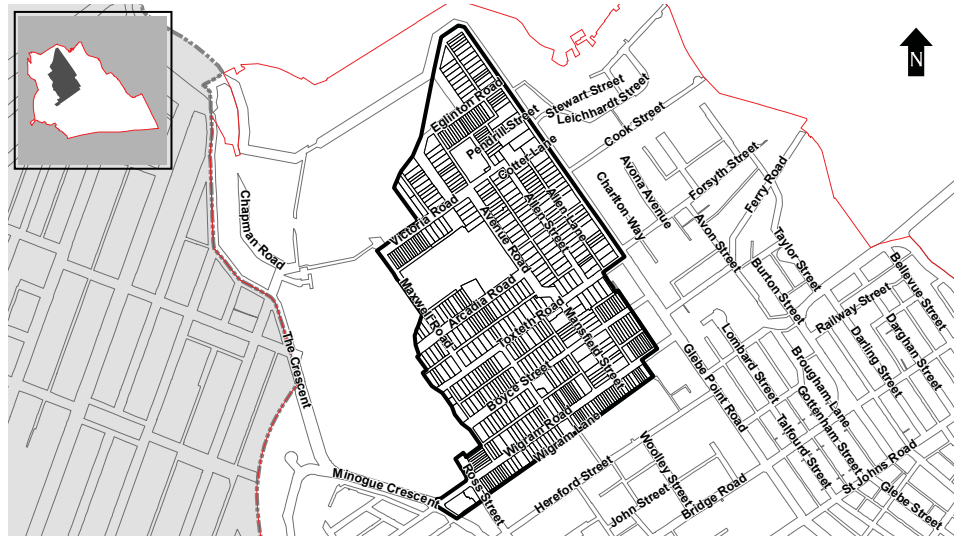 N
Eglinton Road
Pendrill Street
Stewart Street
Leichhardt Street
Cook Street
Cotter Lane
Forsyth Street
Ferry Road
Avona Avenue
Charlton Way
Allen Lane
Allen Street
Avenue Road
Victoria Road
Chapman Road
Avon Street
Taylor Street
Burton Street
Bellevue Street
Railway Street
Maxwell Road
Arcadia Road
Toxteth Road
Mansfield Street
The Crescent
Lombard Street
Darling Street
Darghan Street
Glebe Point Road
Brougham Lane
Gottenham Street
Talfourd Street
Boyce Street
Wigram Road
Wigram Lane
Ross Street
Minogue Crescent
Hereford Street
Woolley Street
John Street
Bridge Road
St Johns Road
Glebe Street